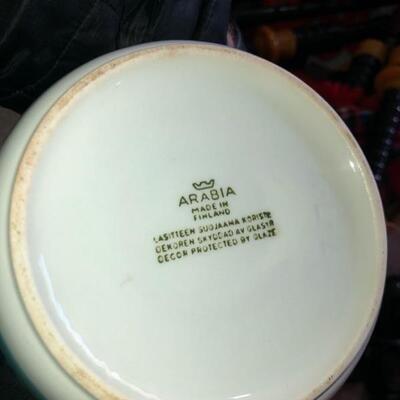 ARABIA
MADE IN
FINLAND
LASITTEEN SUOJAAMA KORISTE
DEKOREN SKYDDAD AV GLASYR
DECOR PROTECTED BY GLAZE